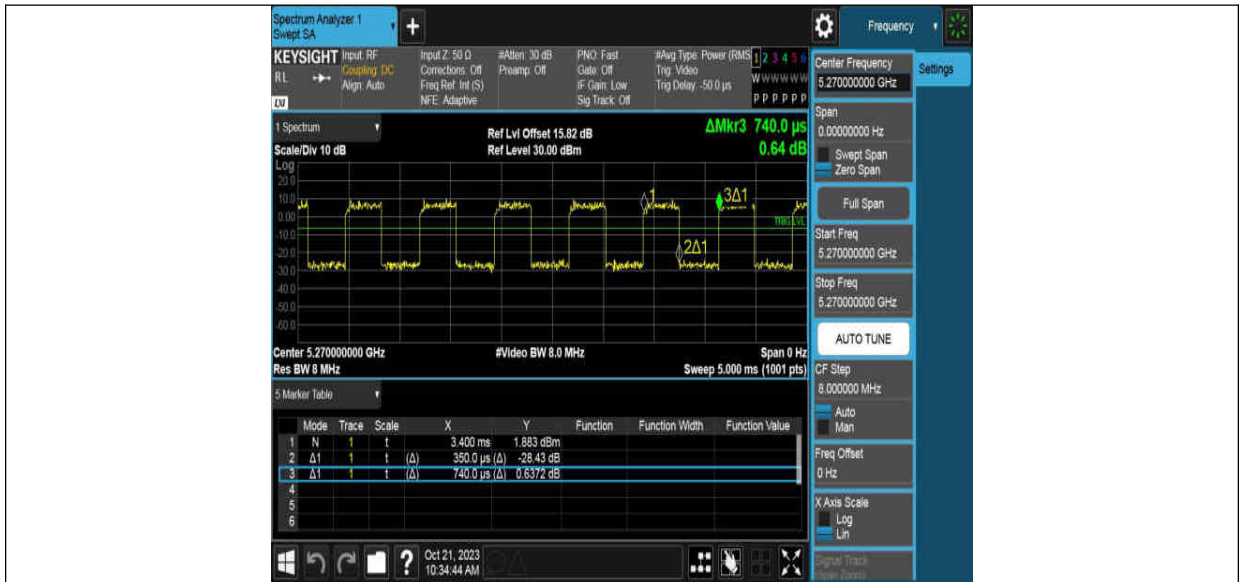 Spectrum Analyzer 1
Swept SA
+
Frequency
KEYSIGHT
RL
Input: RF
Coupling: DC
Align: Auto
Input Z: 50 Ω
Corrections: Off
Freq Ref: Int (S)
NFE: Adaptive
#Atten: 30 dB
Preamp: Off
PNO: Fast
Gate: Off
IF Gain: Low
Sig Track: Off
#Avg Type: Power (RMS
Trig: Video
Trig Delay: -50.0 µs
1 2 3 4 5 6
W W W W W W
P P P P P P
Center Frequency
5.270000000 GHz
Settings
1 Spectrum
Scale/Div 10 dB
Ref Lvl Offset 15.82 dB
Ref Level 30.00 dBm
ΔMkr3 740.0 µs
0.64 dB
Log
20.0
10.0
0.00
-10.0
-20.0
-30.0
-40.0
-50.0
-60.0
1
3Δ1
2Δ1
TRIG LVL
Center 5.270000000 GHz
Res BW 8 MHz
#Video BW 8.0 MHz
Span 0 Hz
Sweep 5.000 ms (1001 pts)
Span
0.00000000 Hz
Swept Span
Zero Span
Full Span
Start Freq
5.270000000 GHz
Stop Freq
5.270000000 GHz
AUTO TUNE
CF Step
8.000000 MHz
Auto
Man
Freq Offset
0 Hz
X Axis Scale
Log
Lin
Signal Track
(Span Zoom)
5 Marker Table
Mode Trace Scale X Y Function Function Width Function Value
1 N 1 t 3.400 ms 1.883 dBm
2 Δ1 1 t (Δ) 350.0 µs (Δ) -28.43 dB
3 Δ1 1 t (Δ) 740.0 µs (Δ) 0.6372 dB
4
5
6
?
Oct 21, 2023
10:34:44 AM